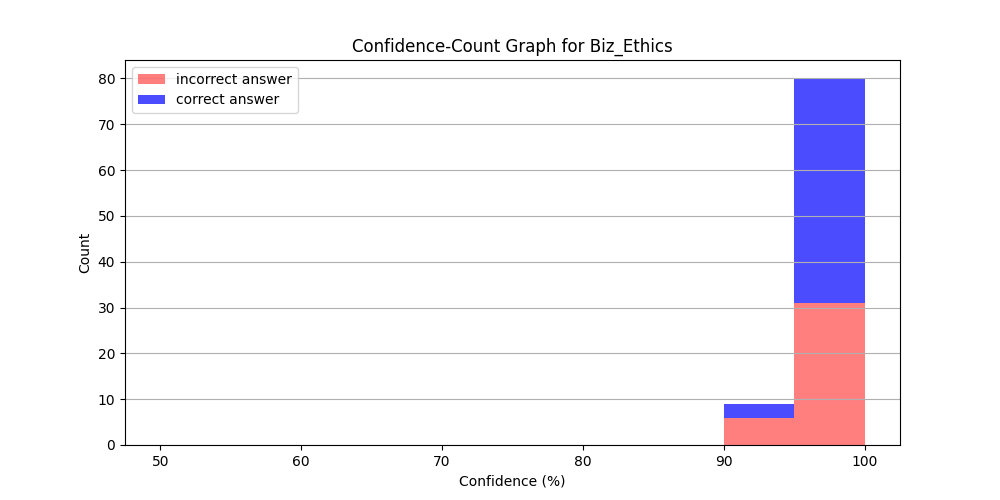 Confidence-Count Graph for Biz_Ethics
incorrect answer
correct answer
80
70
60
50
40
30
20
10
0
Count
50 60 70 80 90 100
Confidence (%)